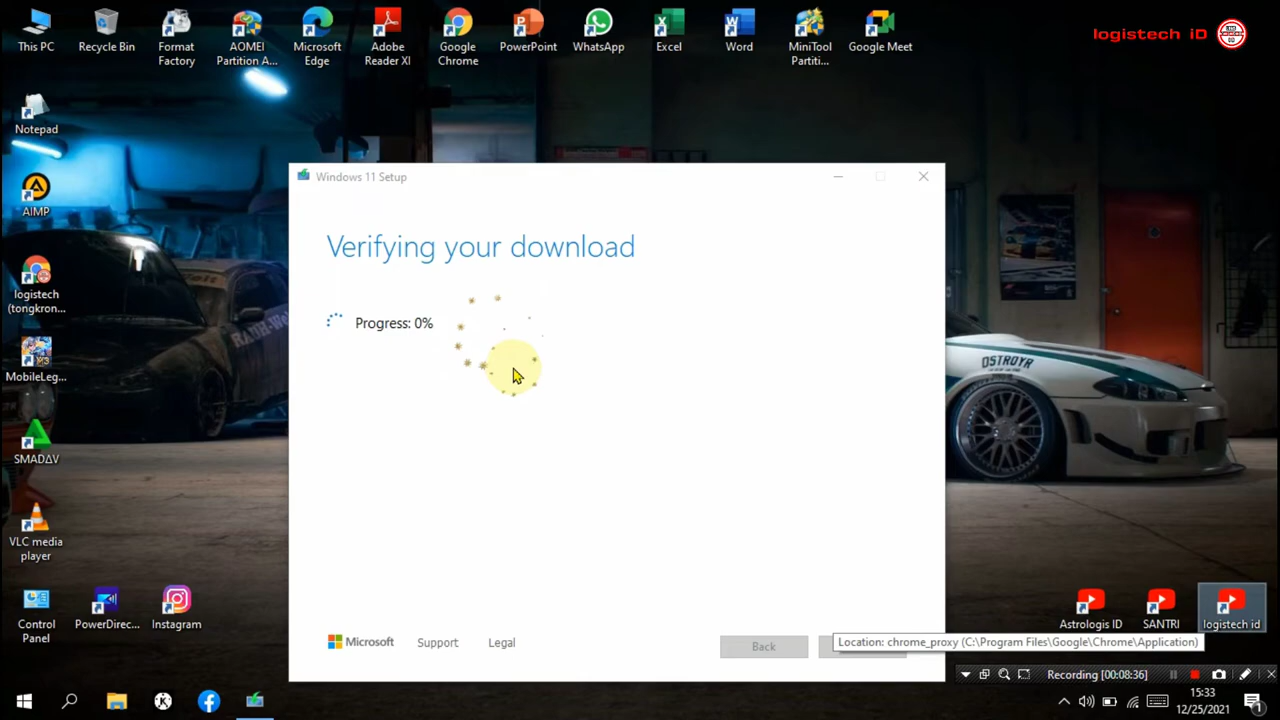 This PC
Recycle Bin
Format
Factory
AOMEI
Partition A...
Microsoft
Edge
Adobe
Reader XI
Google
Chrome
PowerPoint
WhatsApp
Excel
Word
MiniTool
Partiti...
Google Meet
logistech iD
Notepad
AIMP
logistech
(tongkron...
MobileLeg...
SMADΔV
VLC media
player
Control
Panel
PowerDirec...
Instagram
Windows 11 Setup
Verifying your download
Progress: 0%
Microsoft
Support
Legal
Back
DSTROYR
Astrologis ID
SANTRI
logistech id
Location: chrome_proxy (C:\Program Files\Google\Chrome\Application)
Recording [00:08:36]
15:33
12/25/2021
1